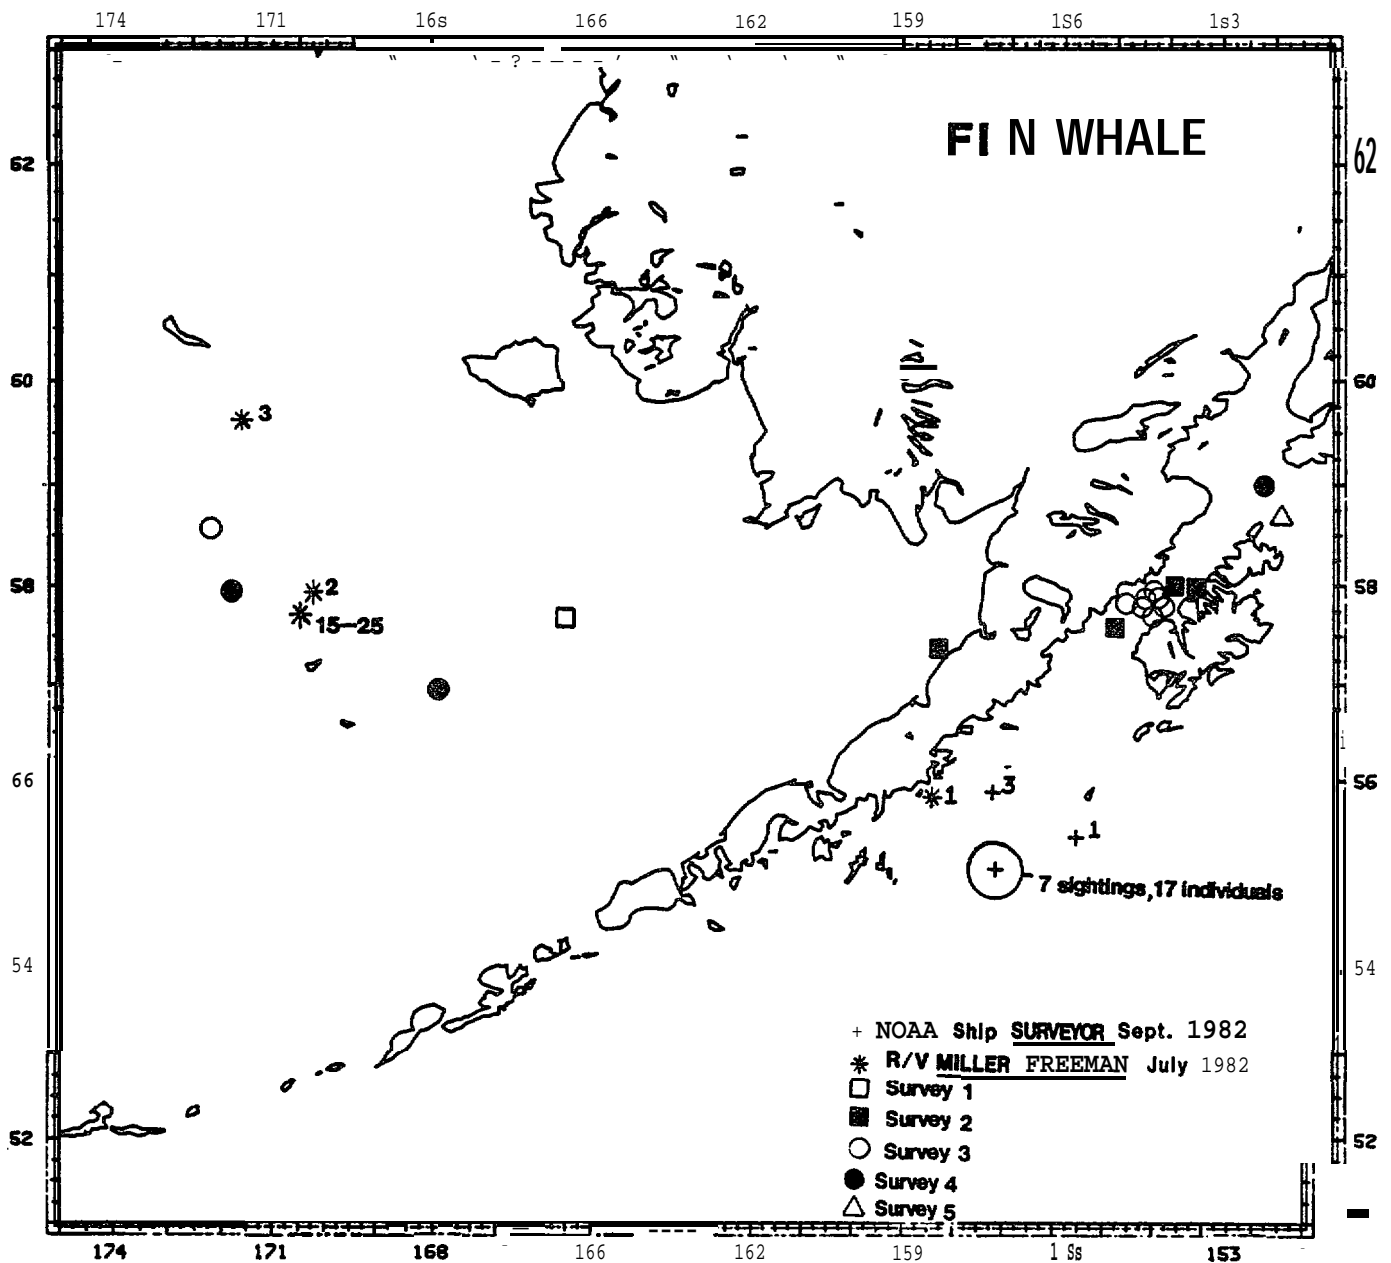 174 171 16s 166 162 159 1S6 1s3
FIN WHALE
62 62
60 60
3
58 58
2
15-25
66 56
1 3
1
7 sightings, 17 individuals
54 54
+ NOAA Ship SURVEYOR Sept. 1982
R/V MILLER FREEMAN July 1982
Survey 1
Survey 2
52 52
Survey 3
Survey 4
Survey 5
174 171 168 166 162 159 1 Ss 153